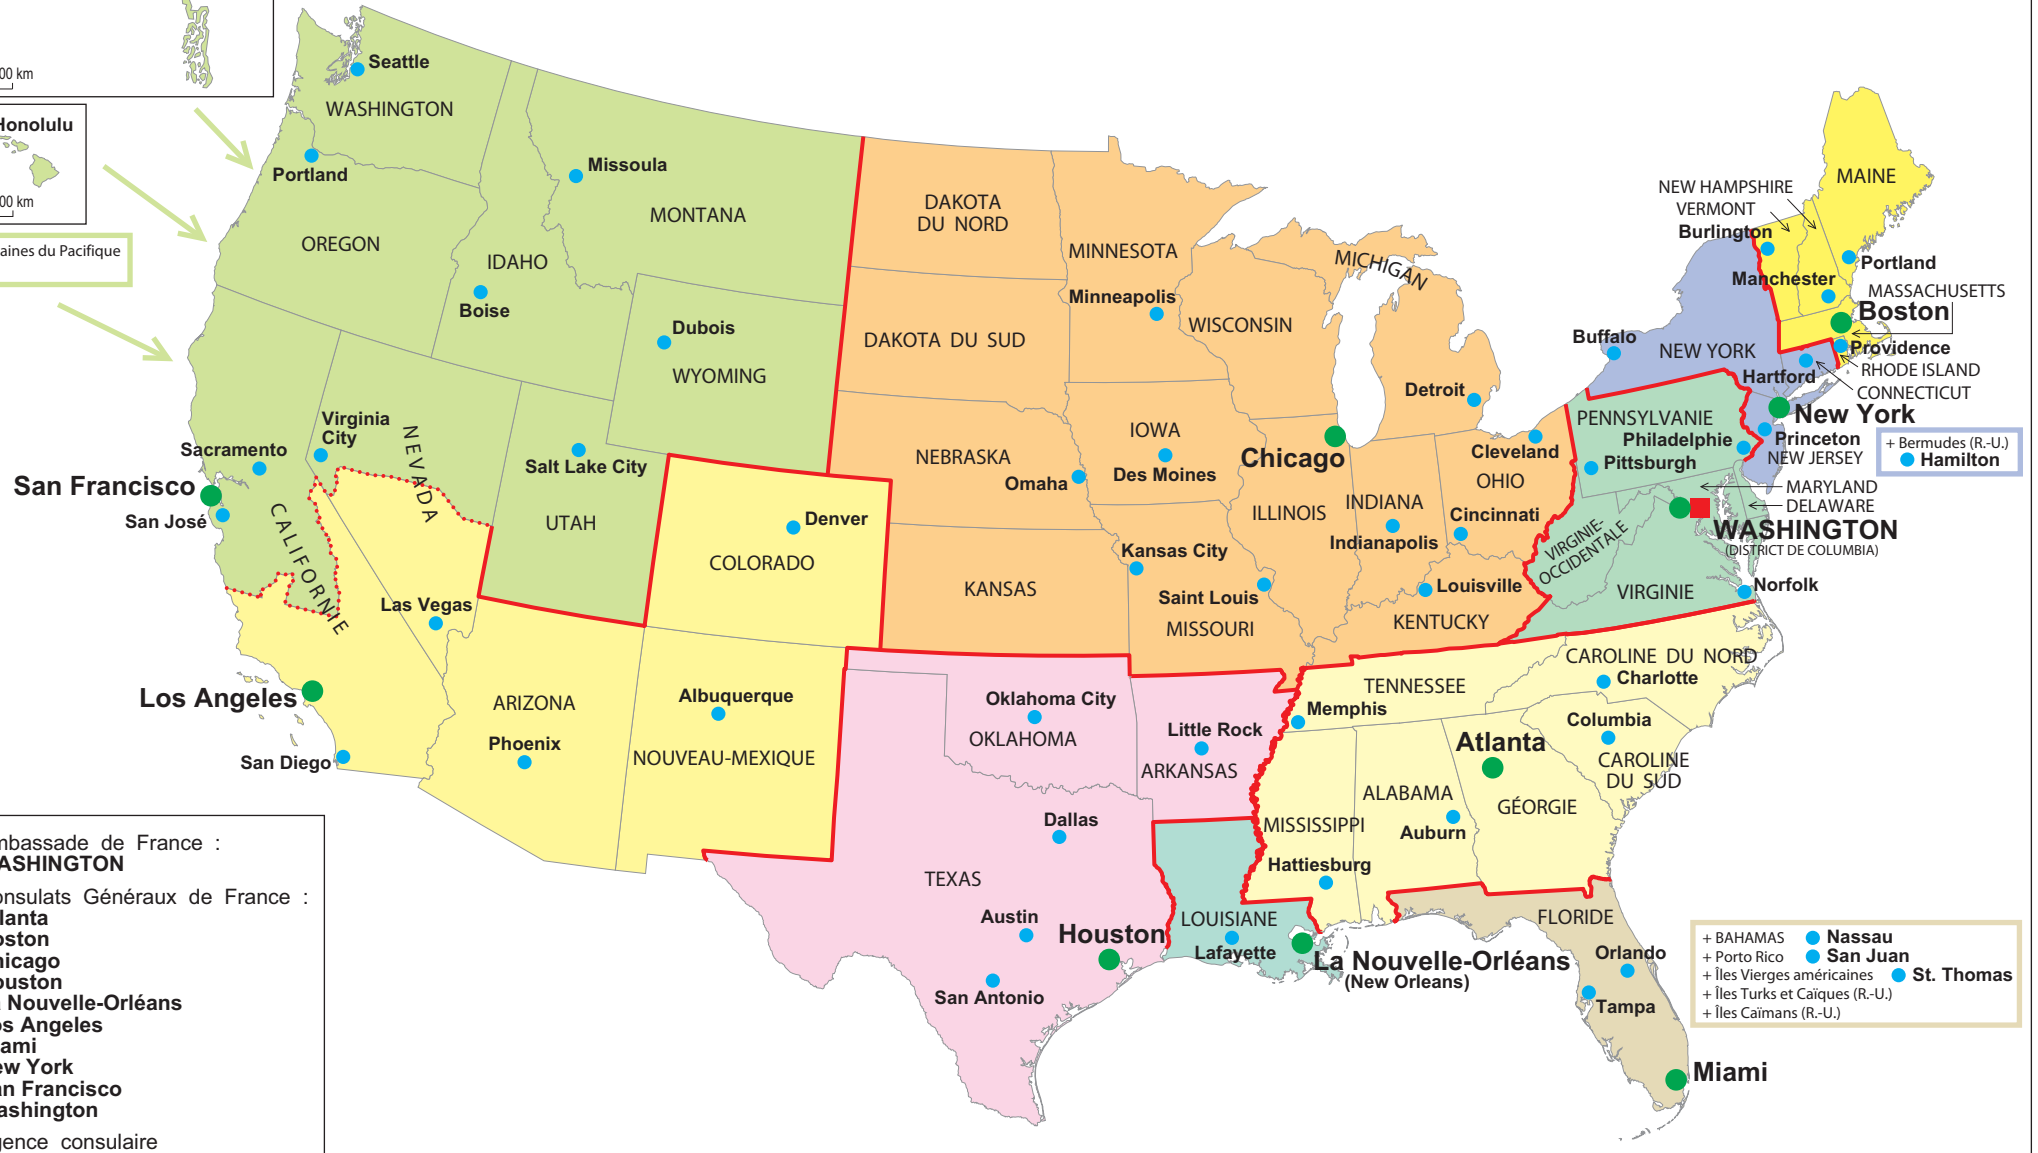 00 km
Honolulu
00 km
aines du Pacifique
Seattle
WASHINGTON
Portland
OREGON
IDAHO
Boise
Missoula
MONTANA
Dubois
WYOMING
Virginia
City
NEVADA
Sacramento
San Francisco
San José
CALIFORNIE
Salt Lake City
UTAH
Las Vegas
Los Angeles
San Diego
ARIZONA
Phoenix
Denver
COLORADO
Albuquerque
NOUVEAU-MEXIQUE
DAKOTA
DU NORD
DAKOTA DU SUD
NEBRASKA
Omaha
KANSAS
MINNESOTA
Minneapolis
WISCONSIN
MICHIGAN
Detroit
IOWA
Des Moines
Chicago
ILLINOIS
INDIANA
Indianapolis
Cleveland
OHIO
Cincinnati
Kansas City
Saint Louis
MISSOURI
Louisville
KENTUCKY
Oklahoma City
OKLAHOMA
Little Rock
ARKANSAS
Dallas
TEXAS
Austin
Houston
San Antonio
LOUISIANE
Lafayette
La Nouvelle-Orléans
(New Orleans)
TENNESSEE
Memphis
CAROLINE DU NORD
Charlotte
Columbia
CAROLINE
DU SUD
Atlanta
GÉORGIE
ALABAMA
Auburn
MISSISSIPPI
Hattiesburg
FLORIDE
Orlando
Tampa
Miami
+ BAHAMAS
Nassau
+ Porto Rico
San Juan
+ Îles Vierges américaines
St. Thomas
+ Îles Turks et Caïques (R.-U.)
+ Îles Caïmans (R.-U.)
MAINE
NEW HAMPSHIRE
VERMONT
Burlington
Portland
Manchester
MASSACHUSETTS
Boston
Buffalo
NEW YORK
Providence
RHODE ISLAND
Hartford
CONNECTICUT
New York
PENNSYLVANIE
Philadelphie
Pittsburgh
Princeton
NEW JERSEY
+ Bermudes (R.-U.)
Hamilton
MARYLAND
DELAWARE
WASHINGTON
(DISTRICT DE COLUMBIA)
VIRGINIE-
OCCIDENTALE
VIRGINIE
Norfolk
mbassade de France :
ASHINGTON
onsulats Généraux de France :
lanta
oston
hicago
ouston
a Nouvelle-Orléans
os Angeles
ami
ew York
an Francisco
ashington
gence consulaire